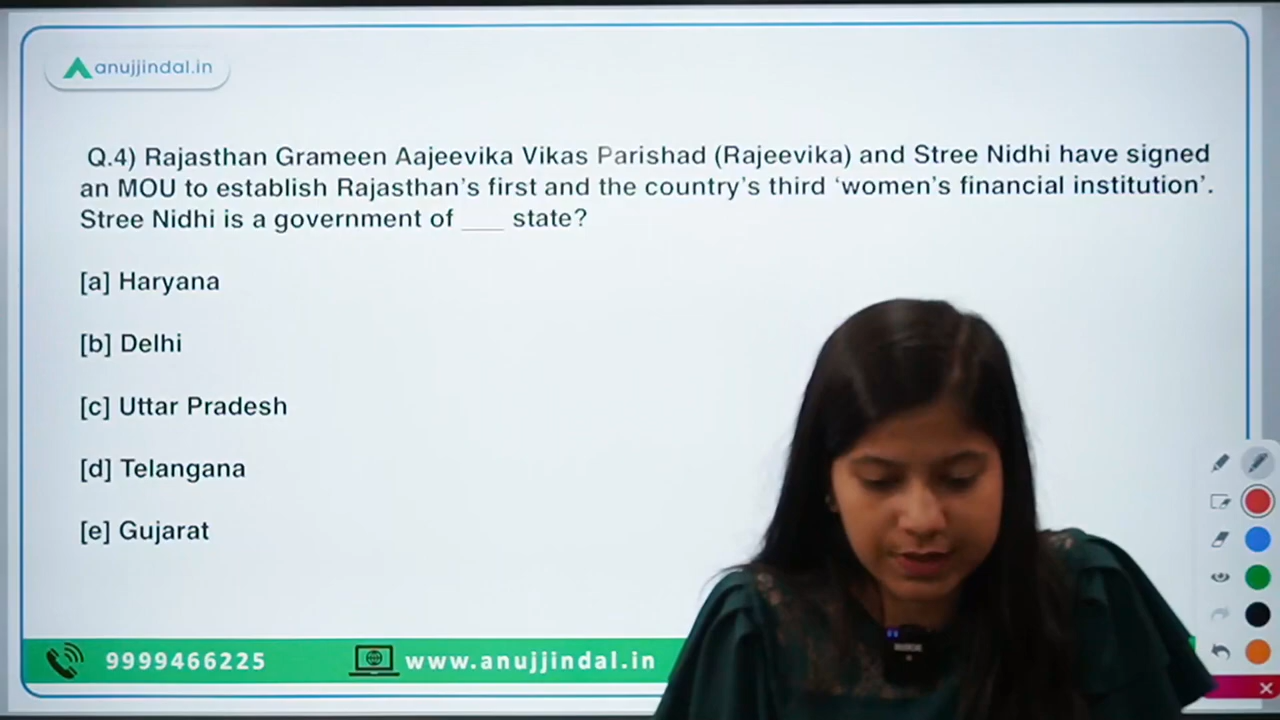 anujjindal.in
Q.4) Rajasthan Grameen Aajeevika Vikas Parishad (Rajeevika) and Stree Nidhi have signed
an MOU to establish Rajasthan's first and the country's third 'women's financial institution'.
Stree Nidhi is a government of ___ state?
[a] Haryana
[b] Delhi
[c] Uttar Pradesh
[d] Telangana
[e] Gujarat
9999466225
www.anujjindal.in